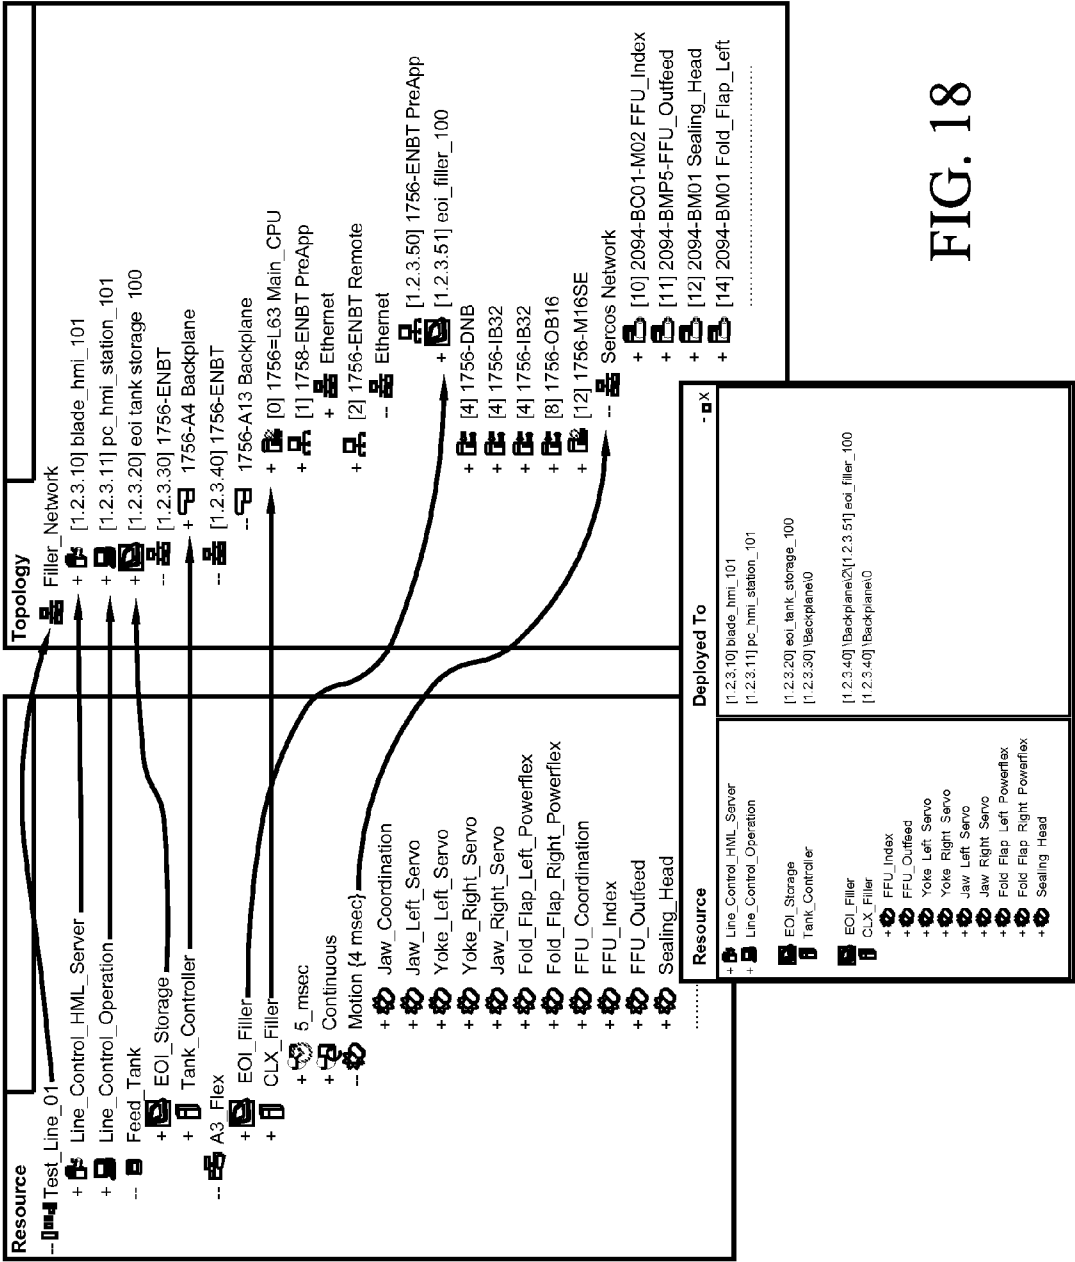 Resource
-- Test_Line_01
+ Line_Control_HML_Server
+ Line_Control_Operation
-- Feed_Tank
+ EOI_Storage
+ Tank_Controller
-- A3_Flex
+ EOI_Filler
+ CLX_Filler
+ 5_msec
+ Continuous
-- Motion {4 msec}
+ Jaw_Coordination
+ Jaw_Left_Servo
+ Yoke_Left_Servo
+ Yoke_Right_Servo
+ Jaw_Right_Servo
+ Fold_Flap_Left_Powerflex
+ Fold_Flap_Right_Powerflex
+ FFU_Coordination
+ FFU_Index
+ FFU_Outfeed
+ Sealing_Head
Topology
Filler_Network
+ [1.2.3.10] blade_hmi_101
+ [1.2.3.11] pc_hmi_station_101
+ [1.2.3.20] eoi tank storage 100
-- [1.2.3.30] 1756-ENBT
+ 1756-A4 Backplane
-- [1.2.3.40] 1756-ENBT
-- 1756-A13 Backplane
+ [0] 1756=L63 Main_CPU
+ [1] 1758-ENBT PreApp
+ Ethernet
+ [2] 1756-ENBT Remote
-- Ethernet
[1.2.3.50] 1756-ENBT PreApp
+ [1.2.3.51] eoi_filler_100
+ [4] 1756-DNB
+ [4] 1756-IB32
+ [4] 1756-IB32
+ [8] 1756-OB16
+ [12] 1756-M16SE
-- Sercos Network
+ [10] 2094-BC01-M02 FFU_Index
+ [11] 2094-BMP5-FFU_Outfeed
+ [12] 2094-BM01 Sealing_Head
+ [14] 2094-BM01 Fold_Flap_Left
Resource
Deployed To
- X
+ Line_Control_HML_Server [1.2.3.10] blade_hmi_101
+ Line_Control_Operation [1.2.3.11] pc_hmi_station_101
EOI_Storage [1.2.3.20] eoi_tank_storage_100
Tank_Controller [1.2.3.30] \Backplane\0
EOI_Filler [1.2.3.40] \Backplane\2\[1.2.3.51] eoi_filler_100
CLX_Filler [1.2.3.40] \Backplane\0
+ FFU_Index
+ FFU_Outfeed
+ Yoke Left Servo
+ Yoke Right Servo
+ Jaw Left Servo
+ Jaw Right Servo
+ Fold Flap Left Powerflex
+ Fold Flap Right Powerflex
+ Sealing Head
FIG. 18